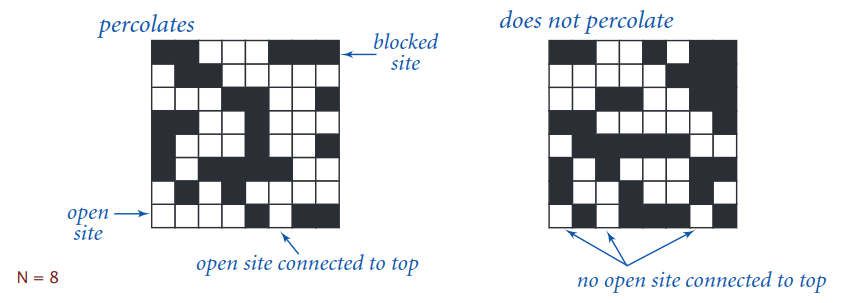 percolates
blocked
site
open
site
open site connected to top
N = 8
does not percolate
no open site connected to top